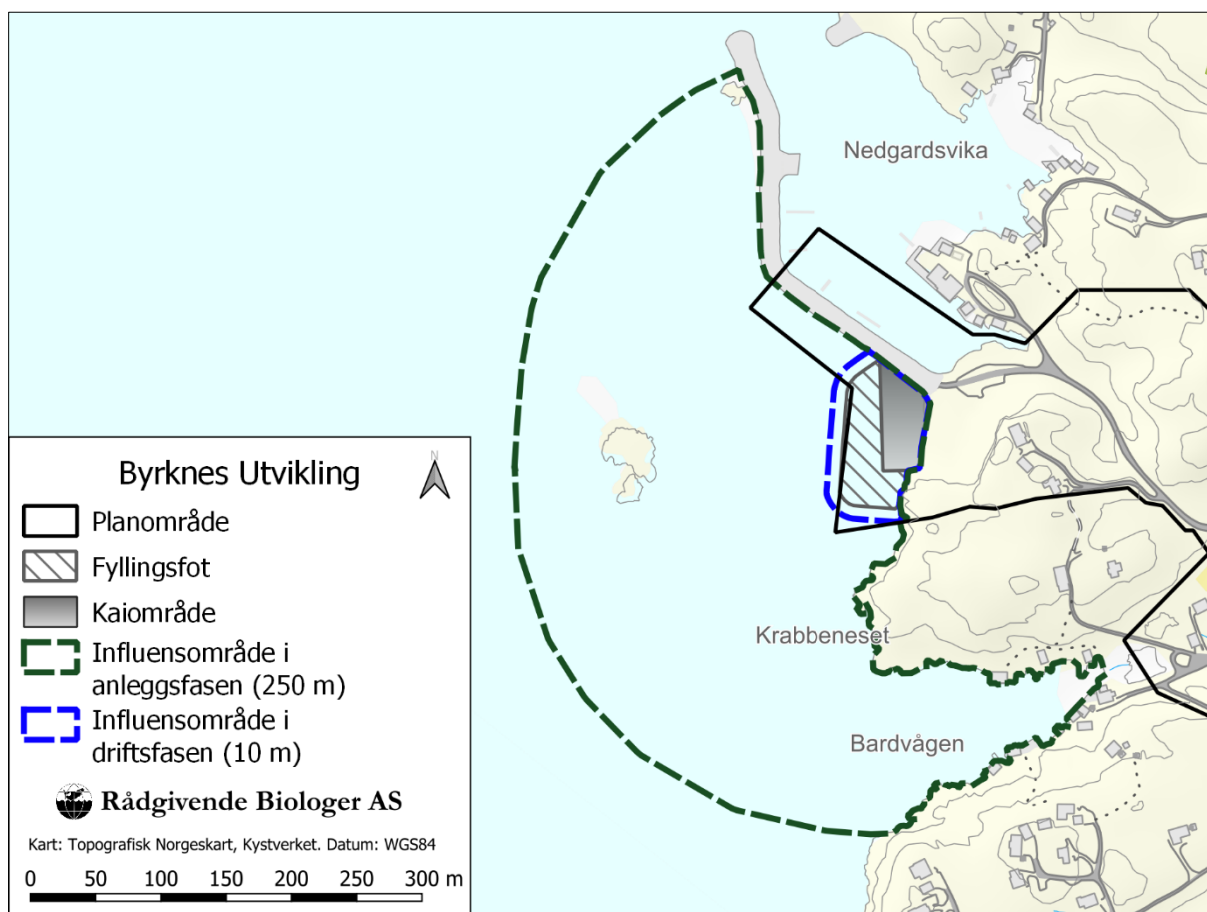 Nedgardsvika
Krabbeneset
Bardvågen
Byrknes Utvikling
N
Planområde
Fyllingsfot
Kaiområde
Influensområde i
anleggsfasen (250 m)
Influensområde i
driftsfasen (10 m)
Rådgivende Biologer AS
Kart: Topografisk Norgeskart, Kystverket. Datum: WGS84
0 50 100 150 200 250 300 m